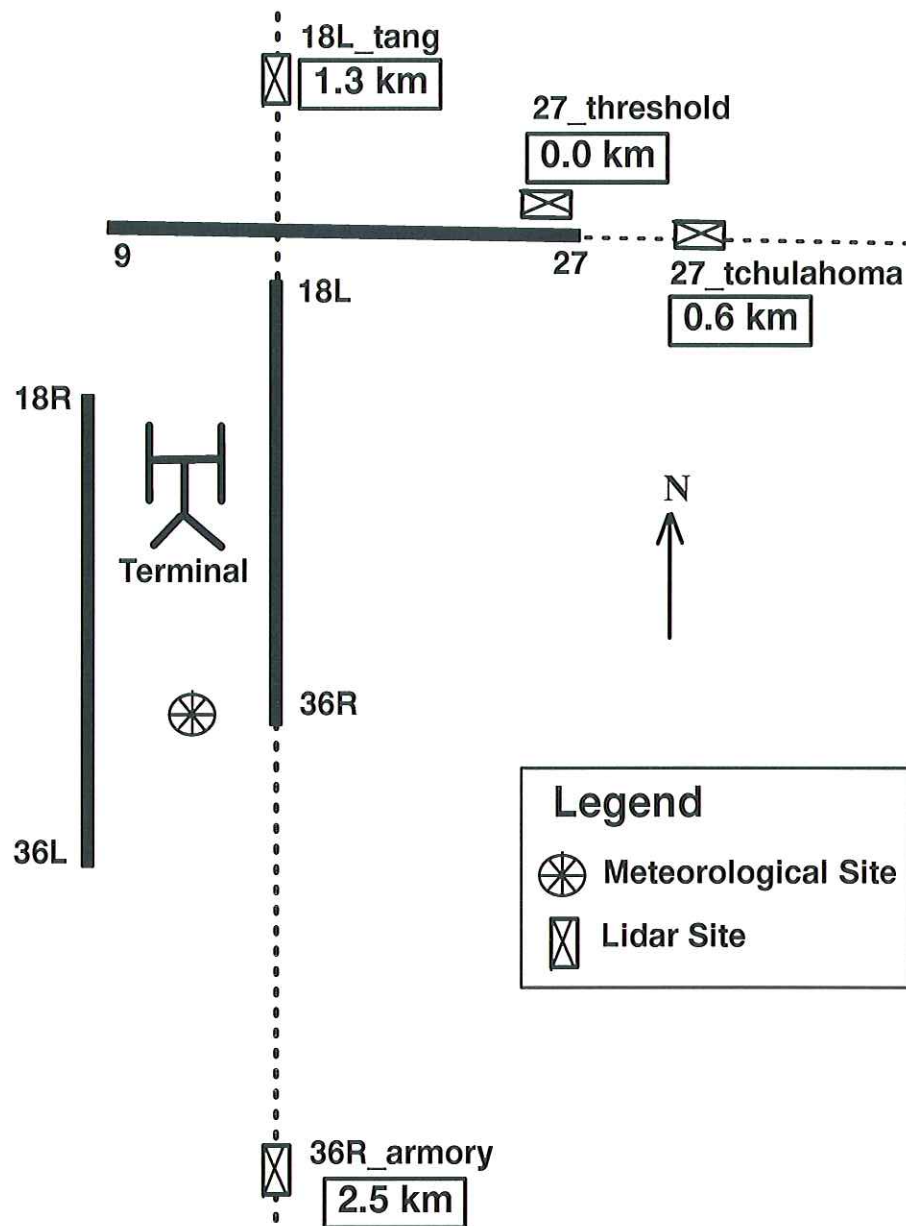 18L_tang
1.3 km
27_threshold
0.0 km
9
27
27_tchulahoma
0.6 km
18L
18R
N
Terminal
36R
36L
Legend
Meteorological Site
Lidar Site
36R_armory
2.5 km